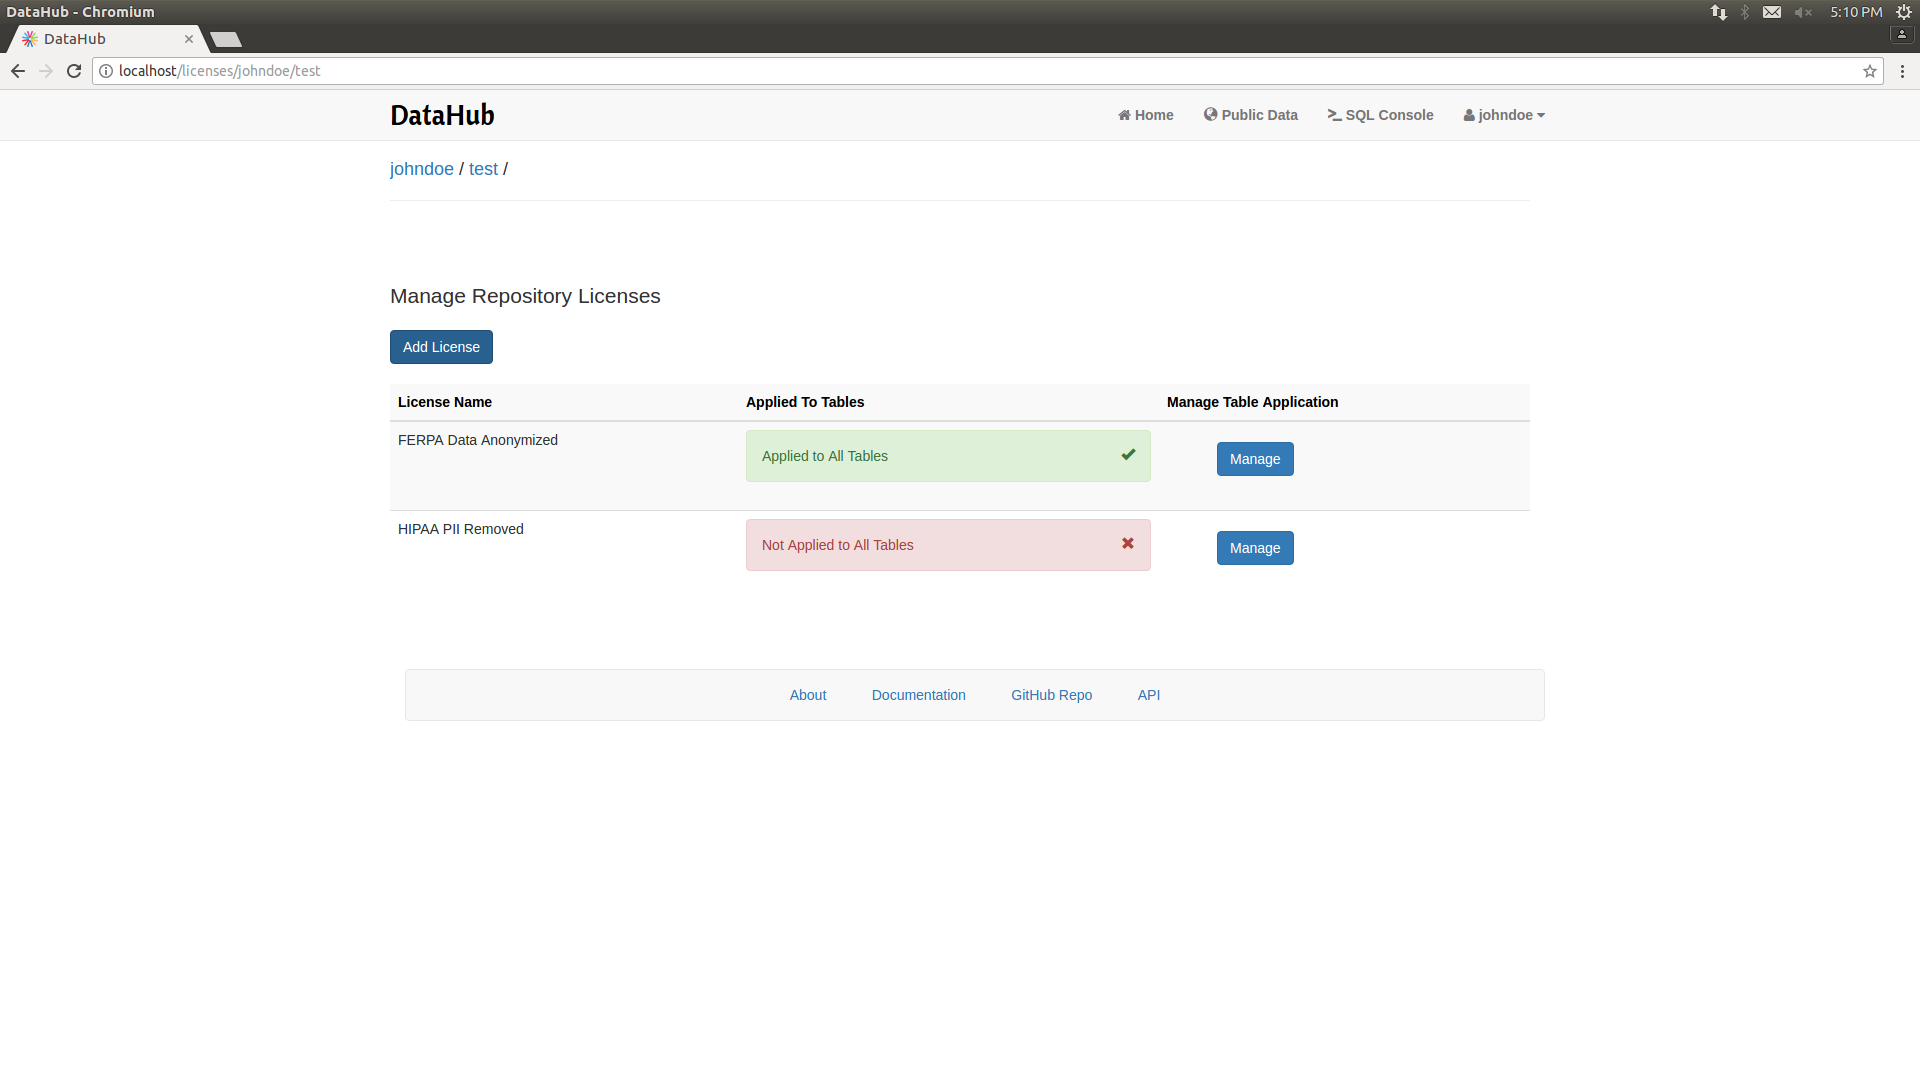 DataHub - Chromium
5:10 PM
DataHub
localhost/licenses/johndoe/test
DataHub
Home
Public Data
SQL Console
johndoe
johndoe / test /
Manage Repository Licenses
Add License
License Name
Applied To Tables
Manage Table Application
FERPA Data Anonymized
Applied to All Tables
Manage
HIPAA PII Removed
Not Applied to All Tables
Manage
About
Documentation
GitHub Repo
API